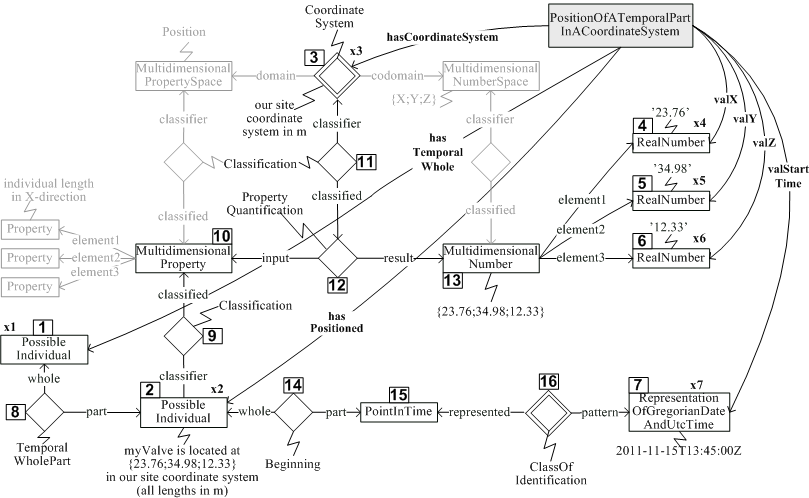 Coordinate
System
PositionOfATemporalPart
InACoordinateSystem
Position
hasCoordinateSystem
3
x3
Multidimensional
PropertySpace
domain
codomain
Multidimensional
NumberSpace
{X;Y;Z}
our site
coordinate
system in m
valX
'23.76'
4
x4
RealNumber
valY
valZ
classifier
classifier
classifier
has
Temporal
Whole
Classification
11
'34.98'
valStart
Time
5
x5
RealNumber
individual length
in X-direction
Property
Quantification
classified
classified
classified
element1
element2
'12.33'
6
x6
RealNumber
Property
element1
Property
element2
element3
Property
10
Multidimensional
Property
input
12
result
Multidimensional
Number
13
element3
classified
Classification
{23.76;34.98;12.33}
has
Positioned
x1
1
Possible
Individual
9
classifier
whole
8
part
2
x2
Possible
Individual
whole
14
part
15
PointInTime
represented
16
pattern
7
x7
Representation
OfGregorianDate
AndUtcTime
Temporal
WholePart
myValve is located at
{23.76;34.98;12.33}
in our site coordinate system
(all lengths in m)
Beginning
ClassOf
Identification
2011-11-15T13:45:00Z